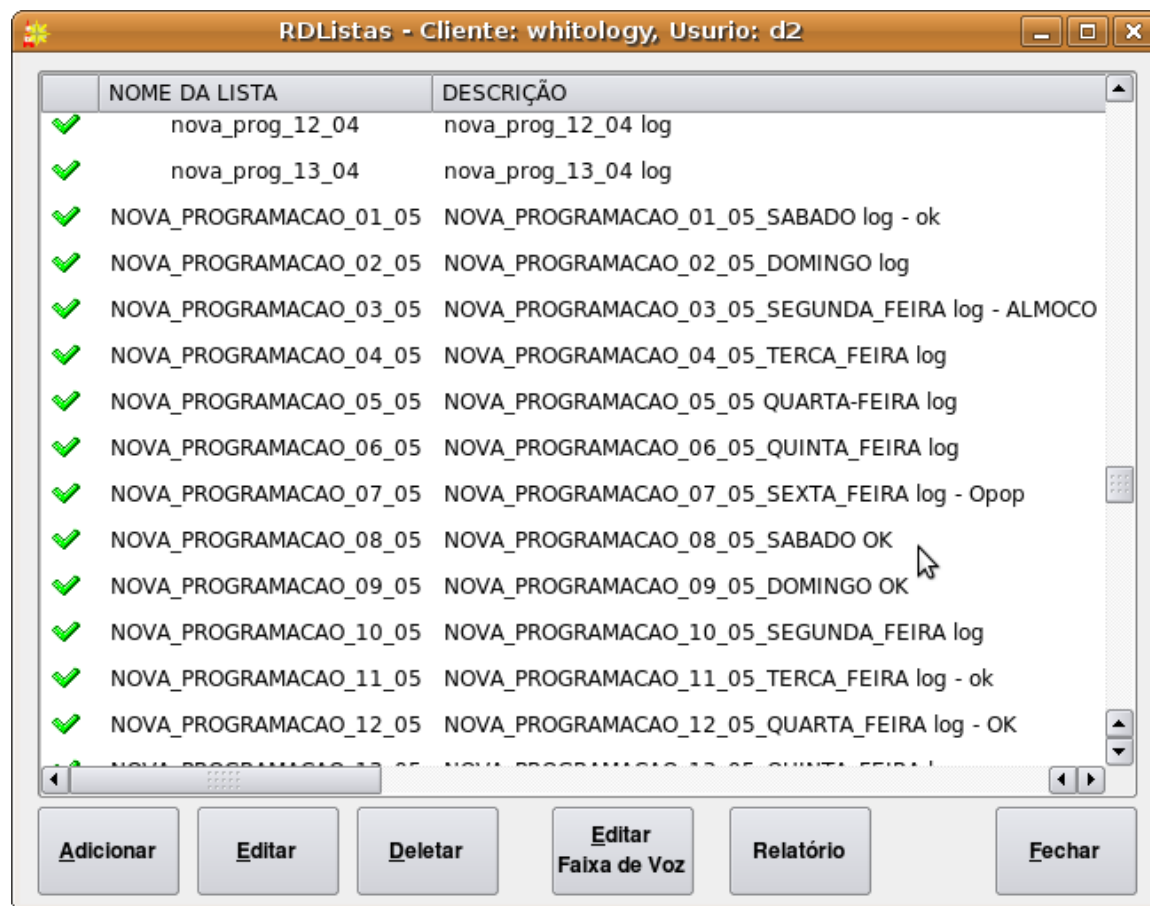 RDListas - Cliente: whitology, Usurio: d2
NOME DA LISTA DESCRIÇÃO
nova_prog_12_04 nova_prog_12_04 log
nova_prog_13_04 nova_prog_13_04 log
NOVA_PROGRAMACAO_01_05 NOVA_PROGRAMACAO_01_05_SABADO log - ok
NOVA_PROGRAMACAO_02_05 NOVA_PROGRAMACAO_02_05_DOMINGO log
NOVA_PROGRAMACAO_03_05 NOVA_PROGRAMACAO_03_05_SEGUNDA_FEIRA log - ALMOCO
NOVA_PROGRAMACAO_04_05 NOVA_PROGRAMACAO_04_05_TERCA_FEIRA log
NOVA_PROGRAMACAO_05_05 NOVA_PROGRAMACAO_05_05 QUARTA-FEIRA log
NOVA_PROGRAMACAO_06_05 NOVA_PROGRAMACAO_06_05_QUINTA_FEIRA log
NOVA_PROGRAMACAO_07_05 NOVA_PROGRAMACAO_07_05_SEXTA_FEIRA log - Opop
NOVA_PROGRAMACAO_08_05 NOVA_PROGRAMACAO_08_05_SABADO OK
NOVA_PROGRAMACAO_09_05 NOVA_PROGRAMACAO_09_05_DOMINGO OK
NOVA_PROGRAMACAO_10_05 NOVA_PROGRAMACAO_10_05_SEGUNDA_FEIRA log
NOVA_PROGRAMACAO_11_05 NOVA_PROGRAMACAO_11_05_TERCA_FEIRA log - ok
NOVA_PROGRAMACAO_12_05 NOVA_PROGRAMACAO_12_05_QUARTA_FEIRA log - OK
Adicionar Editar Deletar Editar Faixa de Voz Relatório Fechar